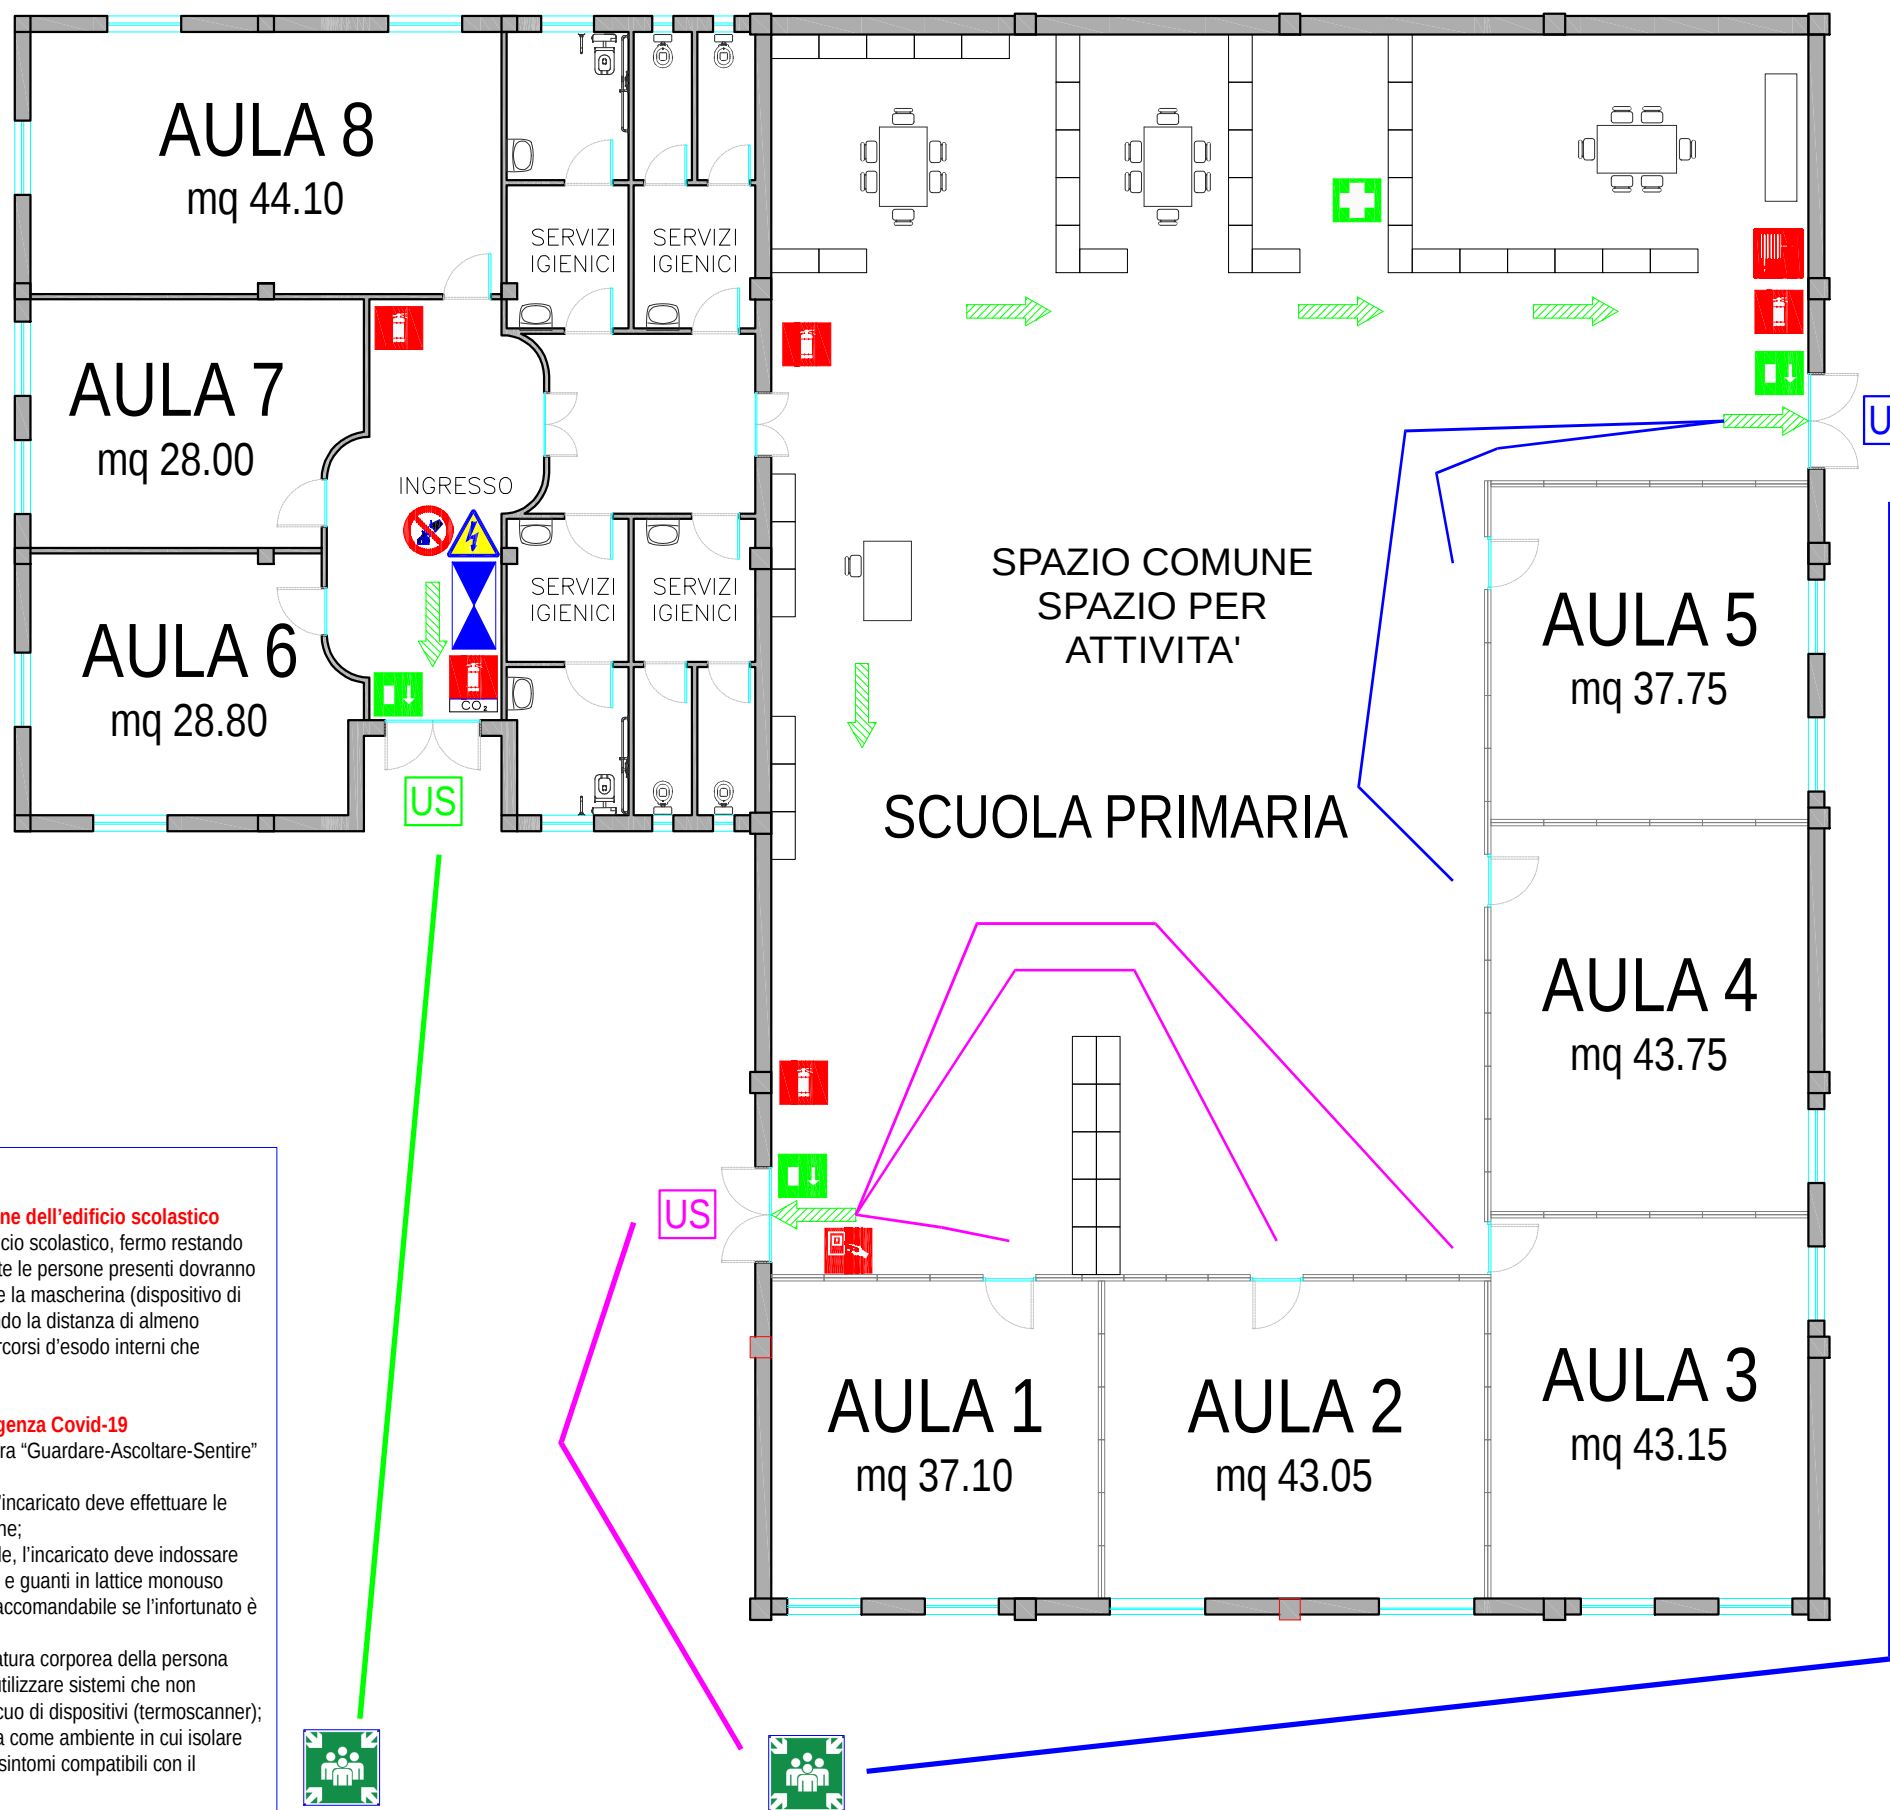 AULA 8
mq 44.10
SERVIZI
IGIENICI
SERVIZI
IGIENICI
AULA 7
mq 28.00
INGRESSO
AULA 6
mq 28.80
CO₂
SERVIZI
IGIENICI
SERVIZI
IGIENICI
US
SPAZIO COMUNE
SPAZIO PER
ATTIVITA'
SCUOLA PRIMARIA
U
AULA 5
mq 37.75
AULA 4
mq 43.75
US
AULA 1
mq 37.10
AULA 2
mq 43.05
AULA 3
mq 43.15
ne dell'edificio scolastico
cio scolastico, fermo restando
te le persone presenti dovranno
e la mascherina (dispositivo di
do la distanza di almeno
rcorsi d'esodo interni che
genza Covid-19
ra “Guardare-Ascoltare-Sentire”
l'incaricato deve effettuare le
ne;
le, l'incaricato deve indossare
e guanti in lattice monouso
accomandabile se l'infortunato è
atura corporea della persona
utilizzare sistemi che non
cuo di dispositivi (termoscanner);
a come ambiente in cui isolare
sintomi compatibili con il